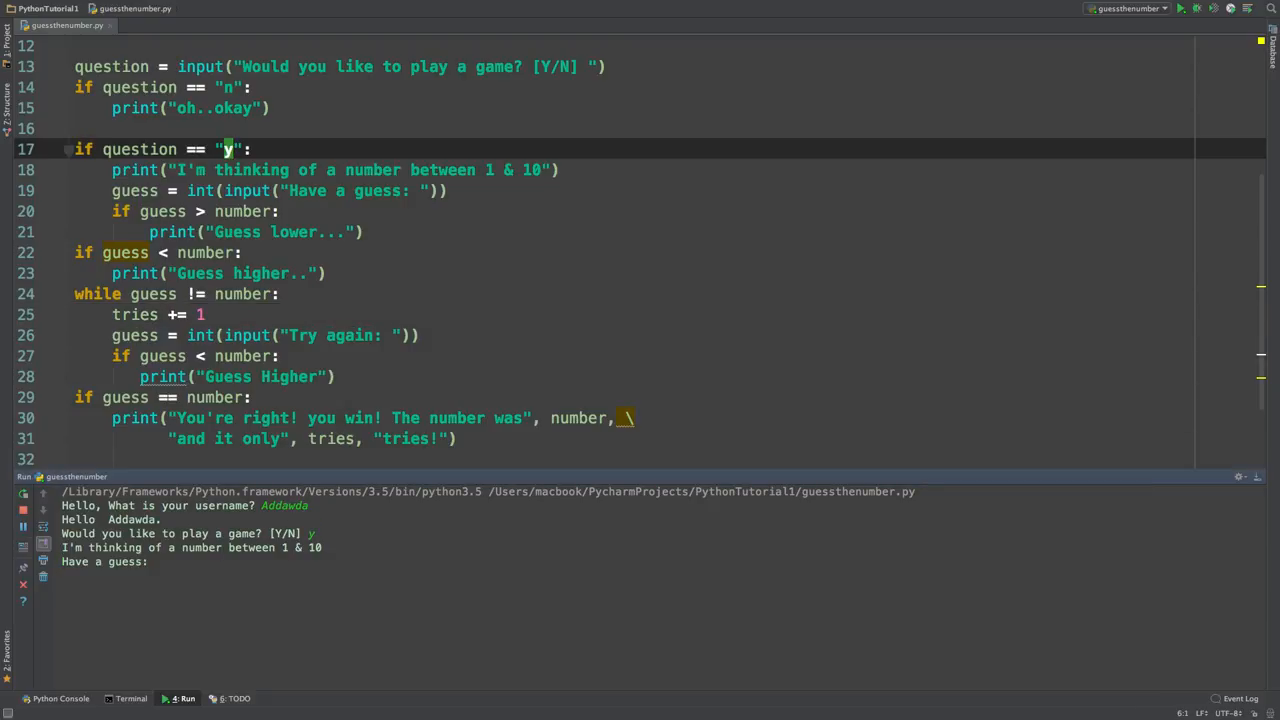 PythonTutorial1 guessthenumber.py guessthenumber
guessthenumber.py
12
13 question = input("Would you like to play a game? [Y/N] ")
14 if question == "n":
15 print("oh..okay")
16
17 if question == "y":
18 print("I'm thinking of a number between 1 & 10")
19 guess = int(input("Have a guess: "))
20 if guess > number:
21 print("Guess lower...")
22 if guess < number:
23 print("Guess higher..")
24 while guess != number:
25 tries += 1
26 guess = int(input("Try again: "))
27 if guess < number:
28 print("Guess Higher")
29 if guess == number:
30 print("You're right! you win! The number was", number, \
31 "and it only", tries, "tries!")
32
1: Project
Z: Structure
2: Favorites
Database
Run guessthenumber
/Library/Frameworks/Python.framework/Versions/3.5/bin/python3.5 /Users/macbook/PycharmProjects/PythonTutorial1/guessthenumber.py
Hello, What is your username? Addawda
Hello  Addawda.
Would you like to play a game? [Y/N] y
I'm thinking of a number between 1 & 10
Have a guess:
Python Console Terminal 4: Run 6: TODO Event Log
6:1 LF÷ UTF-8÷